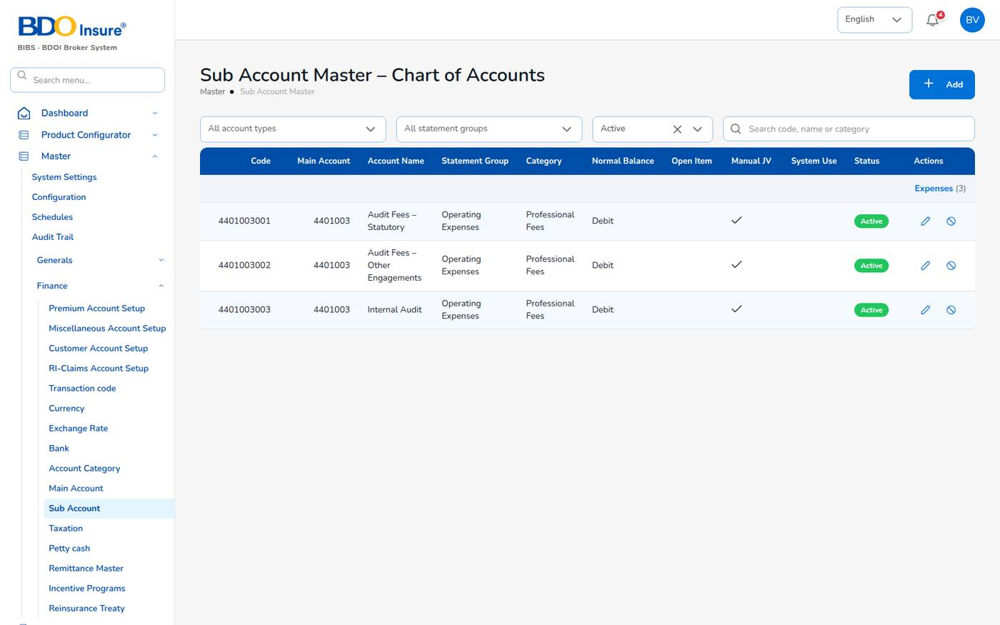 BDO Insure®
BIBS · BDOI Broker System
Search menu...
Dashboard
Product Configurator
Master
System Settings
Configuration
Schedules
Audit Trail
Generals
Finance
Premium Account Setup
Miscellaneous Account Setup
Customer Account Setup
RI-Claims Account Setup
Transaction code
Currency
Exchange Rate
Bank
Account Category
Main Account
Sub Account
Taxation
Petty cash
Remittance Master
Incentive Programs
Reinsurance Treaty
English
4
BV
Sub Account Master – Chart of Accounts
Master • Sub Account Master
Add
All account types
All statement groups
Active
Search code, name or category
Code Main Account Account Name Statement Group Category Normal Balance Open Item Manual JV System Use Status Actions
Expenses (3)
4401003001 4401003 Audit Fees – Statutory Operating Expenses Professional Fees Debit Active
4401003002 4401003 Audit Fees – Other Engagements Operating Expenses Professional Fees Debit Active
4401003003 4401003 Internal Audit Operating Expenses Professional Fees Debit Active